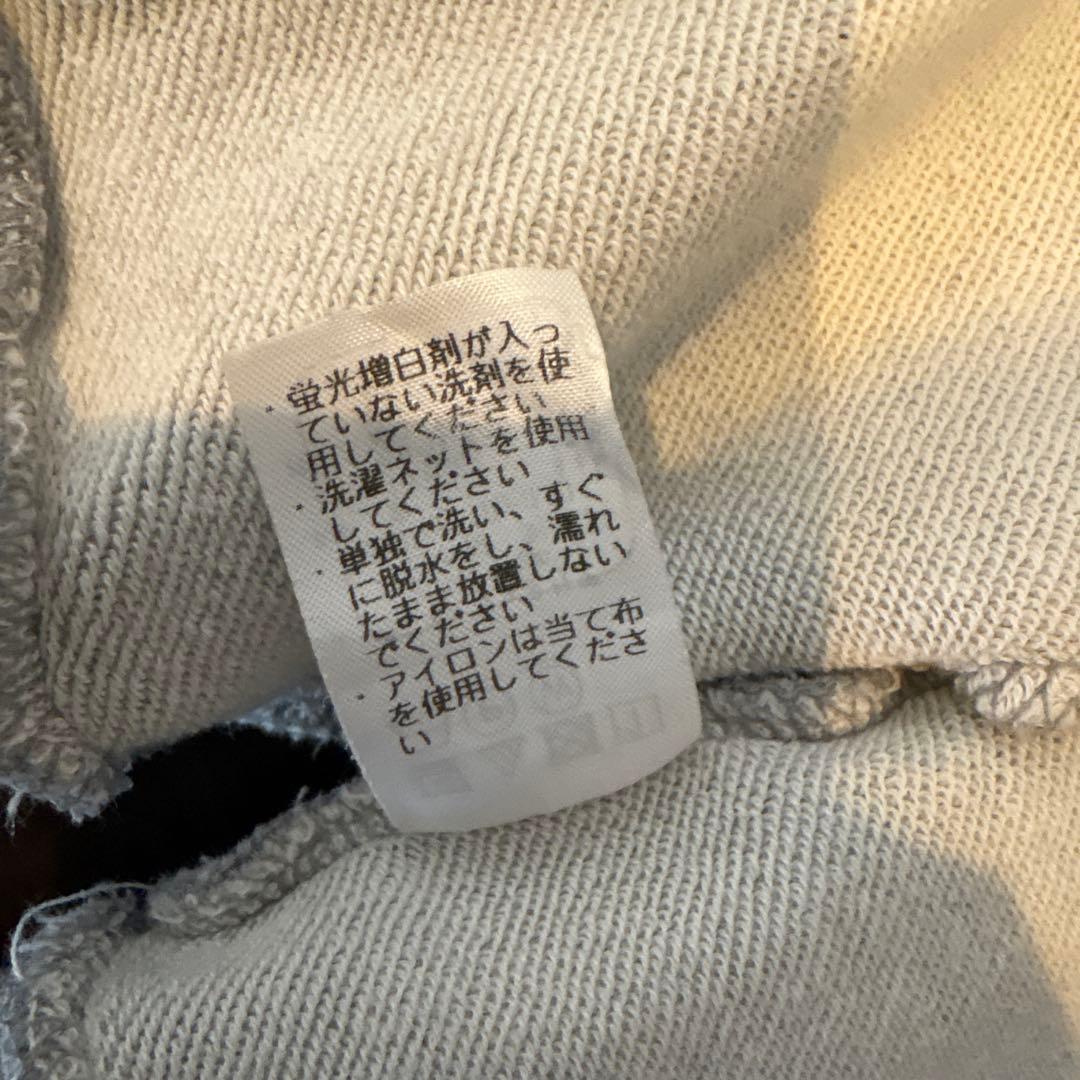 ・蛍光増白剤が入っ
ていない洗剤を使
用してください
・洗濯ネットを使用
してください
・単独で洗い、すぐ
に脱水をし、濡れ
たまま放置しない
でください
・アイロンは当て布
を使用してくださ
い